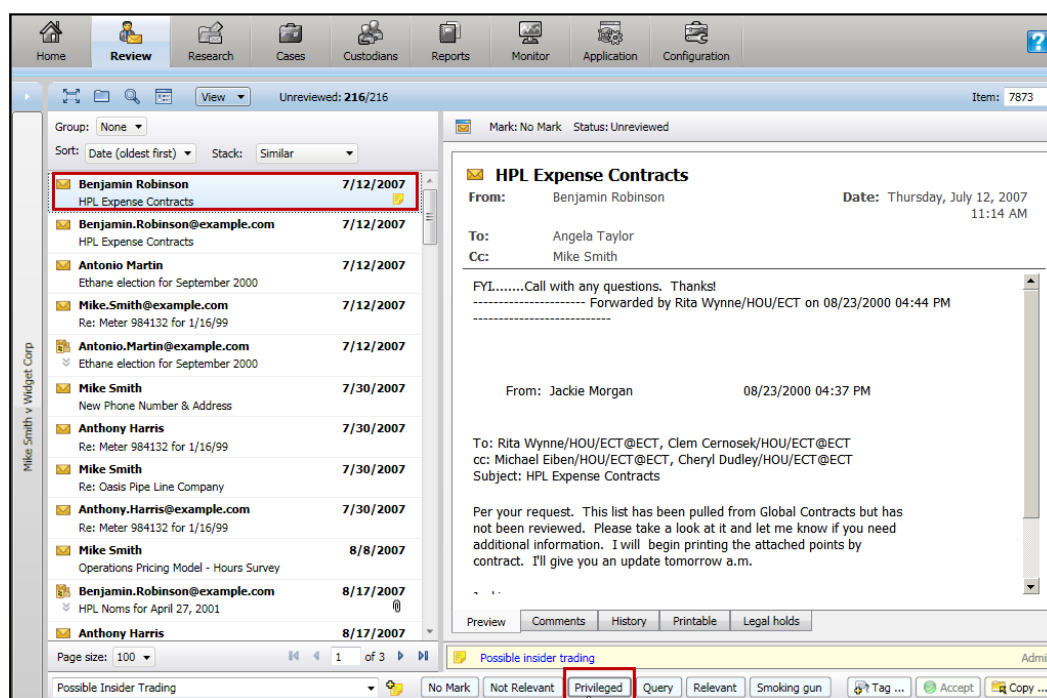 Home Review Research Cases Custodians Reports Monitor Application Configuration
View Unreviewed: 216/216 Item: 7873
Group: None
Sort: Date (oldest first) Stack: Similar
Mike Smith v Widget Corp
Benjamin Robinson 7/12/2007
HPL Expense Contracts
Benjamin.Robinson@example.com 7/12/2007
HPL Expense Contracts
Antonio Martin 7/12/2007
Ethane election for September 2000
Mike.Smith@example.com 7/12/2007
Re: Meter 984132 for 1/16/99
Antonio.Martin@example.com 7/12/2007
Ethane election for September 2000
Mike Smith 7/30/2007
New Phone Number & Address
Anthony Harris 7/30/2007
Re: Meter 984132 for 1/16/99
Mike Smith 7/30/2007
Re: Oasis Pipe Line Company
Anthony.Harris@example.com 7/30/2007
Re: Meter 984132 for 1/16/99
Mike Smith 8/8/2007
Operations Pricing Model - Hours Survey
Benjamin.Robinson@example.com 8/17/2007
HPL Noms for April 27, 2001
Anthony Harris 8/17/2007
Page size: 100 1 of 3
Possible Insider Trading
Mark: No Mark Status: Unreviewed
HPL Expense Contracts
From: Benjamin Robinson Date: Thursday, July 12, 2007
11:14 AM
To: Angela Taylor
Cc: Mike Smith
FYI........Call with any questions. Thanks!
---------------------- Forwarded by Rita Wynne/HOU/ECT on 08/23/2000 04:44 PM
---------------------------
From: Jackie Morgan 08/23/2000 04:37 PM
To: Rita Wynne/HOU/ECT@ECT, Clem Cernosek/HOU/ECT@ECT
cc: Michael Eiben/HOU/ECT@ECT, Cheryl Dudley/HOU/ECT@ECT
Subject: HPL Expense Contracts
Per your request. This list has been pulled from Global Contracts but has
not been reviewed. Please take a look at it and let me know if you need
additional information. I will begin printing the attached points by
contract. I'll give you an update tomorrow a.m.
Preview Comments History Printable Legal holds
Possible insider trading Admi
No Mark Not Relevant Privileged Query Relevant Smoking gun Tag ... Accept Copy ...